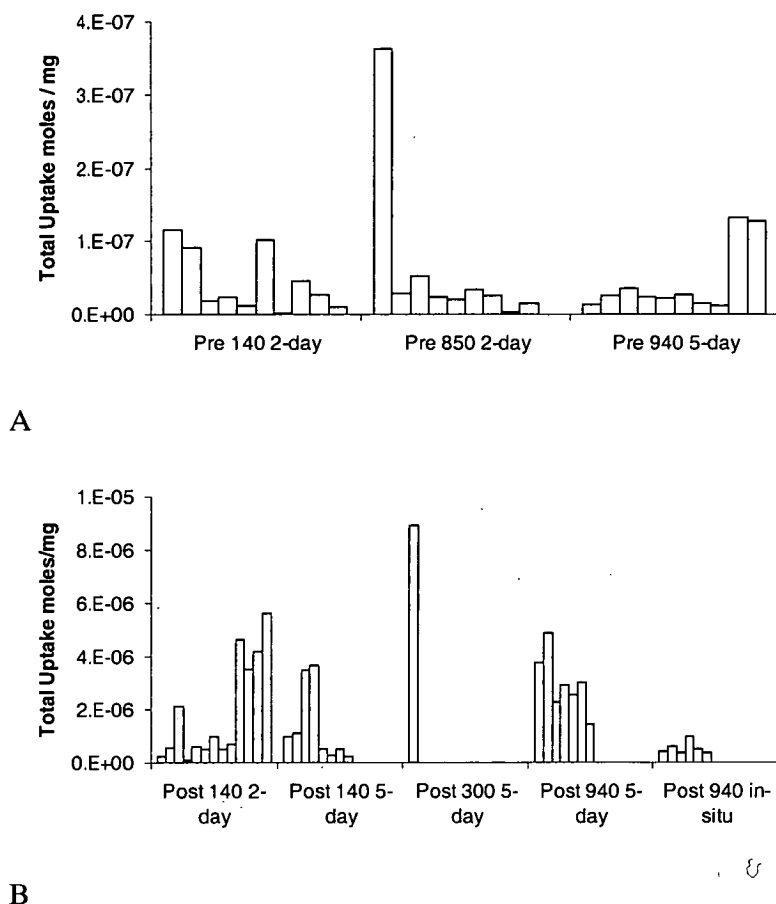 Total Uptake moles / mg
4.E-07
3.E-07
2.E-07
1.E-07
0.E+00
Pre 140 2-day
Pre 850 2-day
Pre 940 5-day
A
Total Uptake moles/mg
1.E-05
8.E-06
6.E-06
4.E-06
2.E-06
0.E+00
Post 140 2-
day
Post 140 5-
day
Post 300 5-
day
Post 940 5-
day
Post 940 in-
situ
B